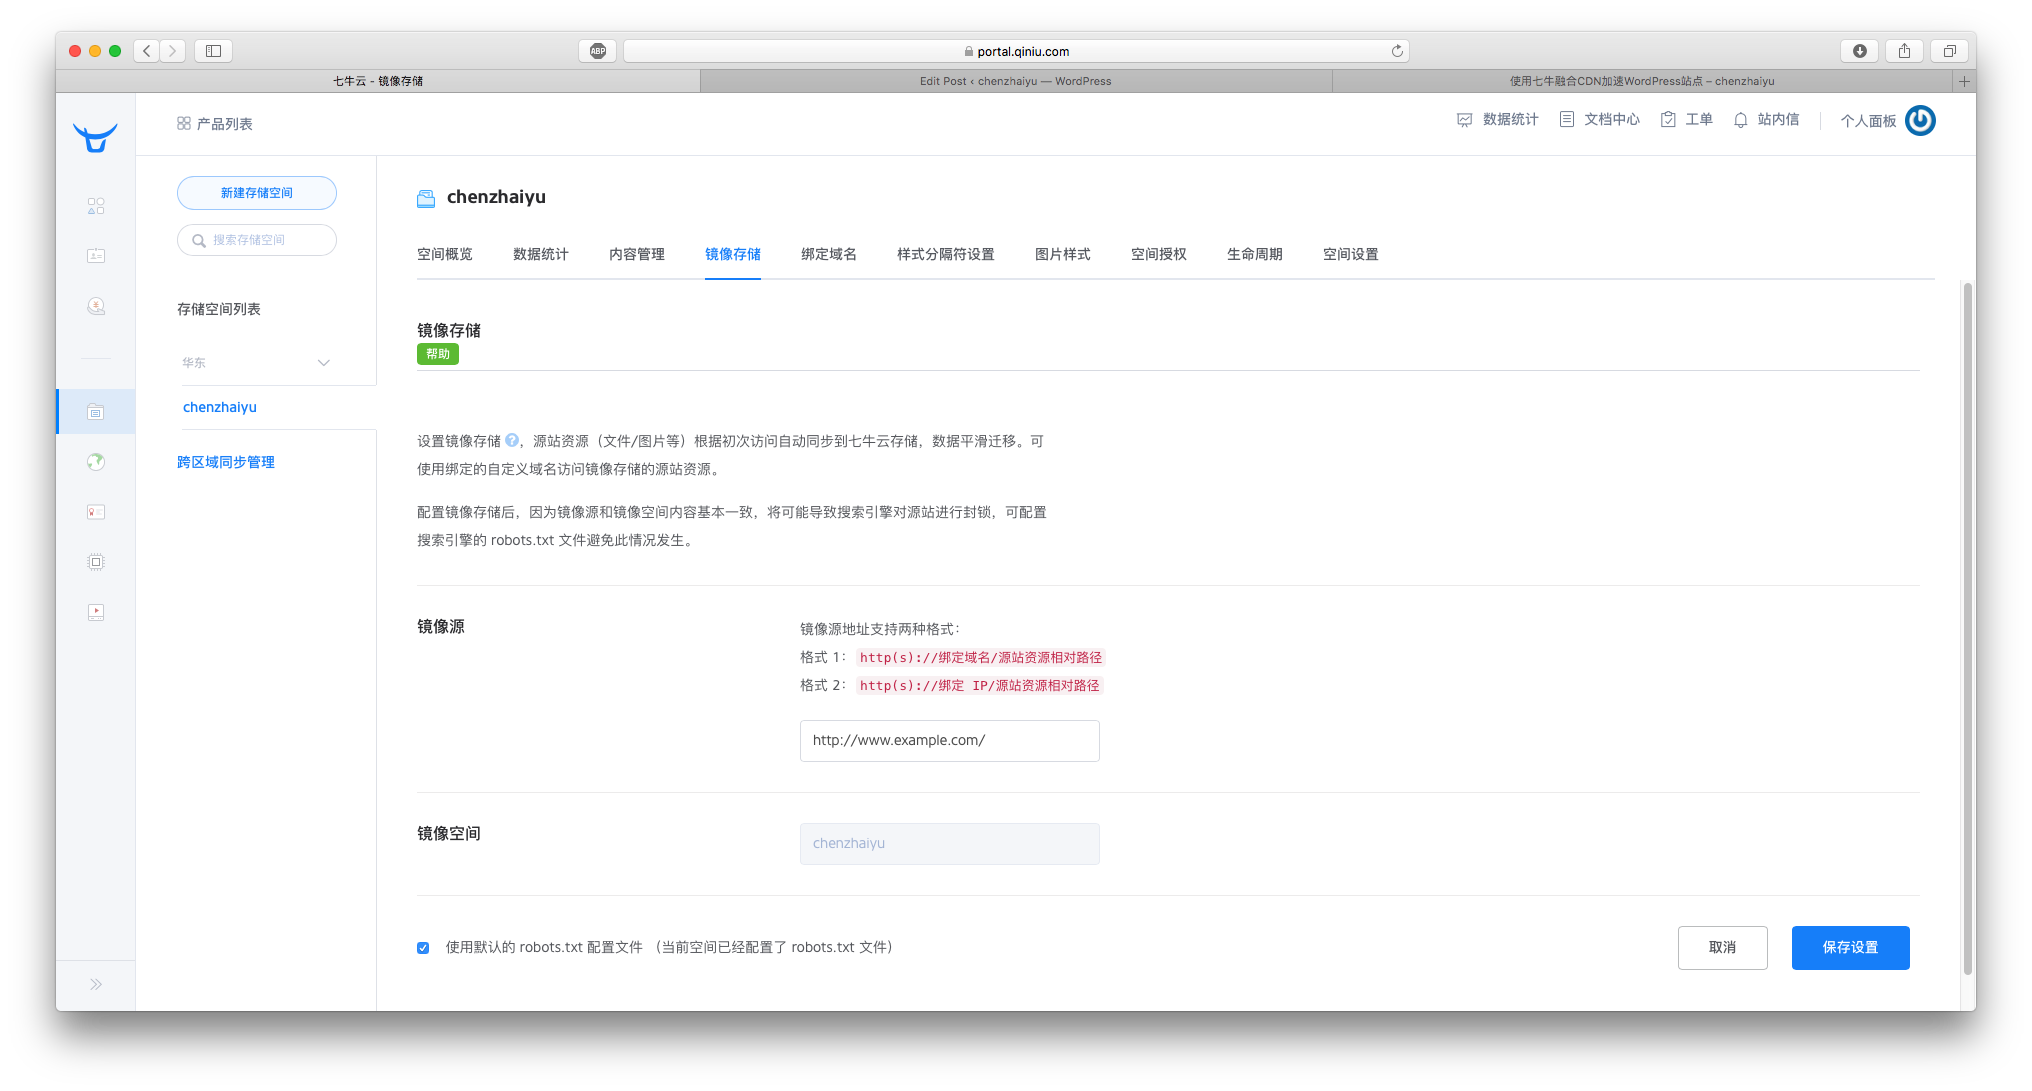 ABP
portal.qiniu.com
七牛云 - 镜像存储
Edit Post ‹ chenzhaiyu — WordPress
使用七牛融合CDN加速WordPress站点 – chenzhaiyu
产品列表
数据统计
文档中心
工单
站内信
个人面板
新建存储空间
搜索存储空间
存储空间列表
华东
chenzhaiyu
跨区域同步管理
chenzhaiyu
空间概览
数据统计
内容管理
镜像存储
绑定域名
样式分隔符设置
图片样式
空间授权
生命周期
空间设置
镜像存储
帮助
设置镜像存储 ?，源站资源（文件/图片等）根据初次访问自动同步到七牛云存储，数据平滑迁移。可
使用绑定的自定义域名访问镜像存储的源站资源。
配置镜像存储后，因为镜像源和镜像空间内容基本一致，将可能导致搜索引擎对源站进行封锁，可配置
搜索引擎的 robots.txt 文件避免此情况发生。
镜像源
镜像源地址支持两种格式：
格式 1： http(s)://绑定域名/源站资源相对路径
格式 2： http(s)://绑定 IP/源站资源相对路径
http://www.example.com/
镜像空间
chenzhaiyu
使用默认的 robots.txt 配置文件 （当前空间已经配置了 robots.txt 文件）
取消
保存设置